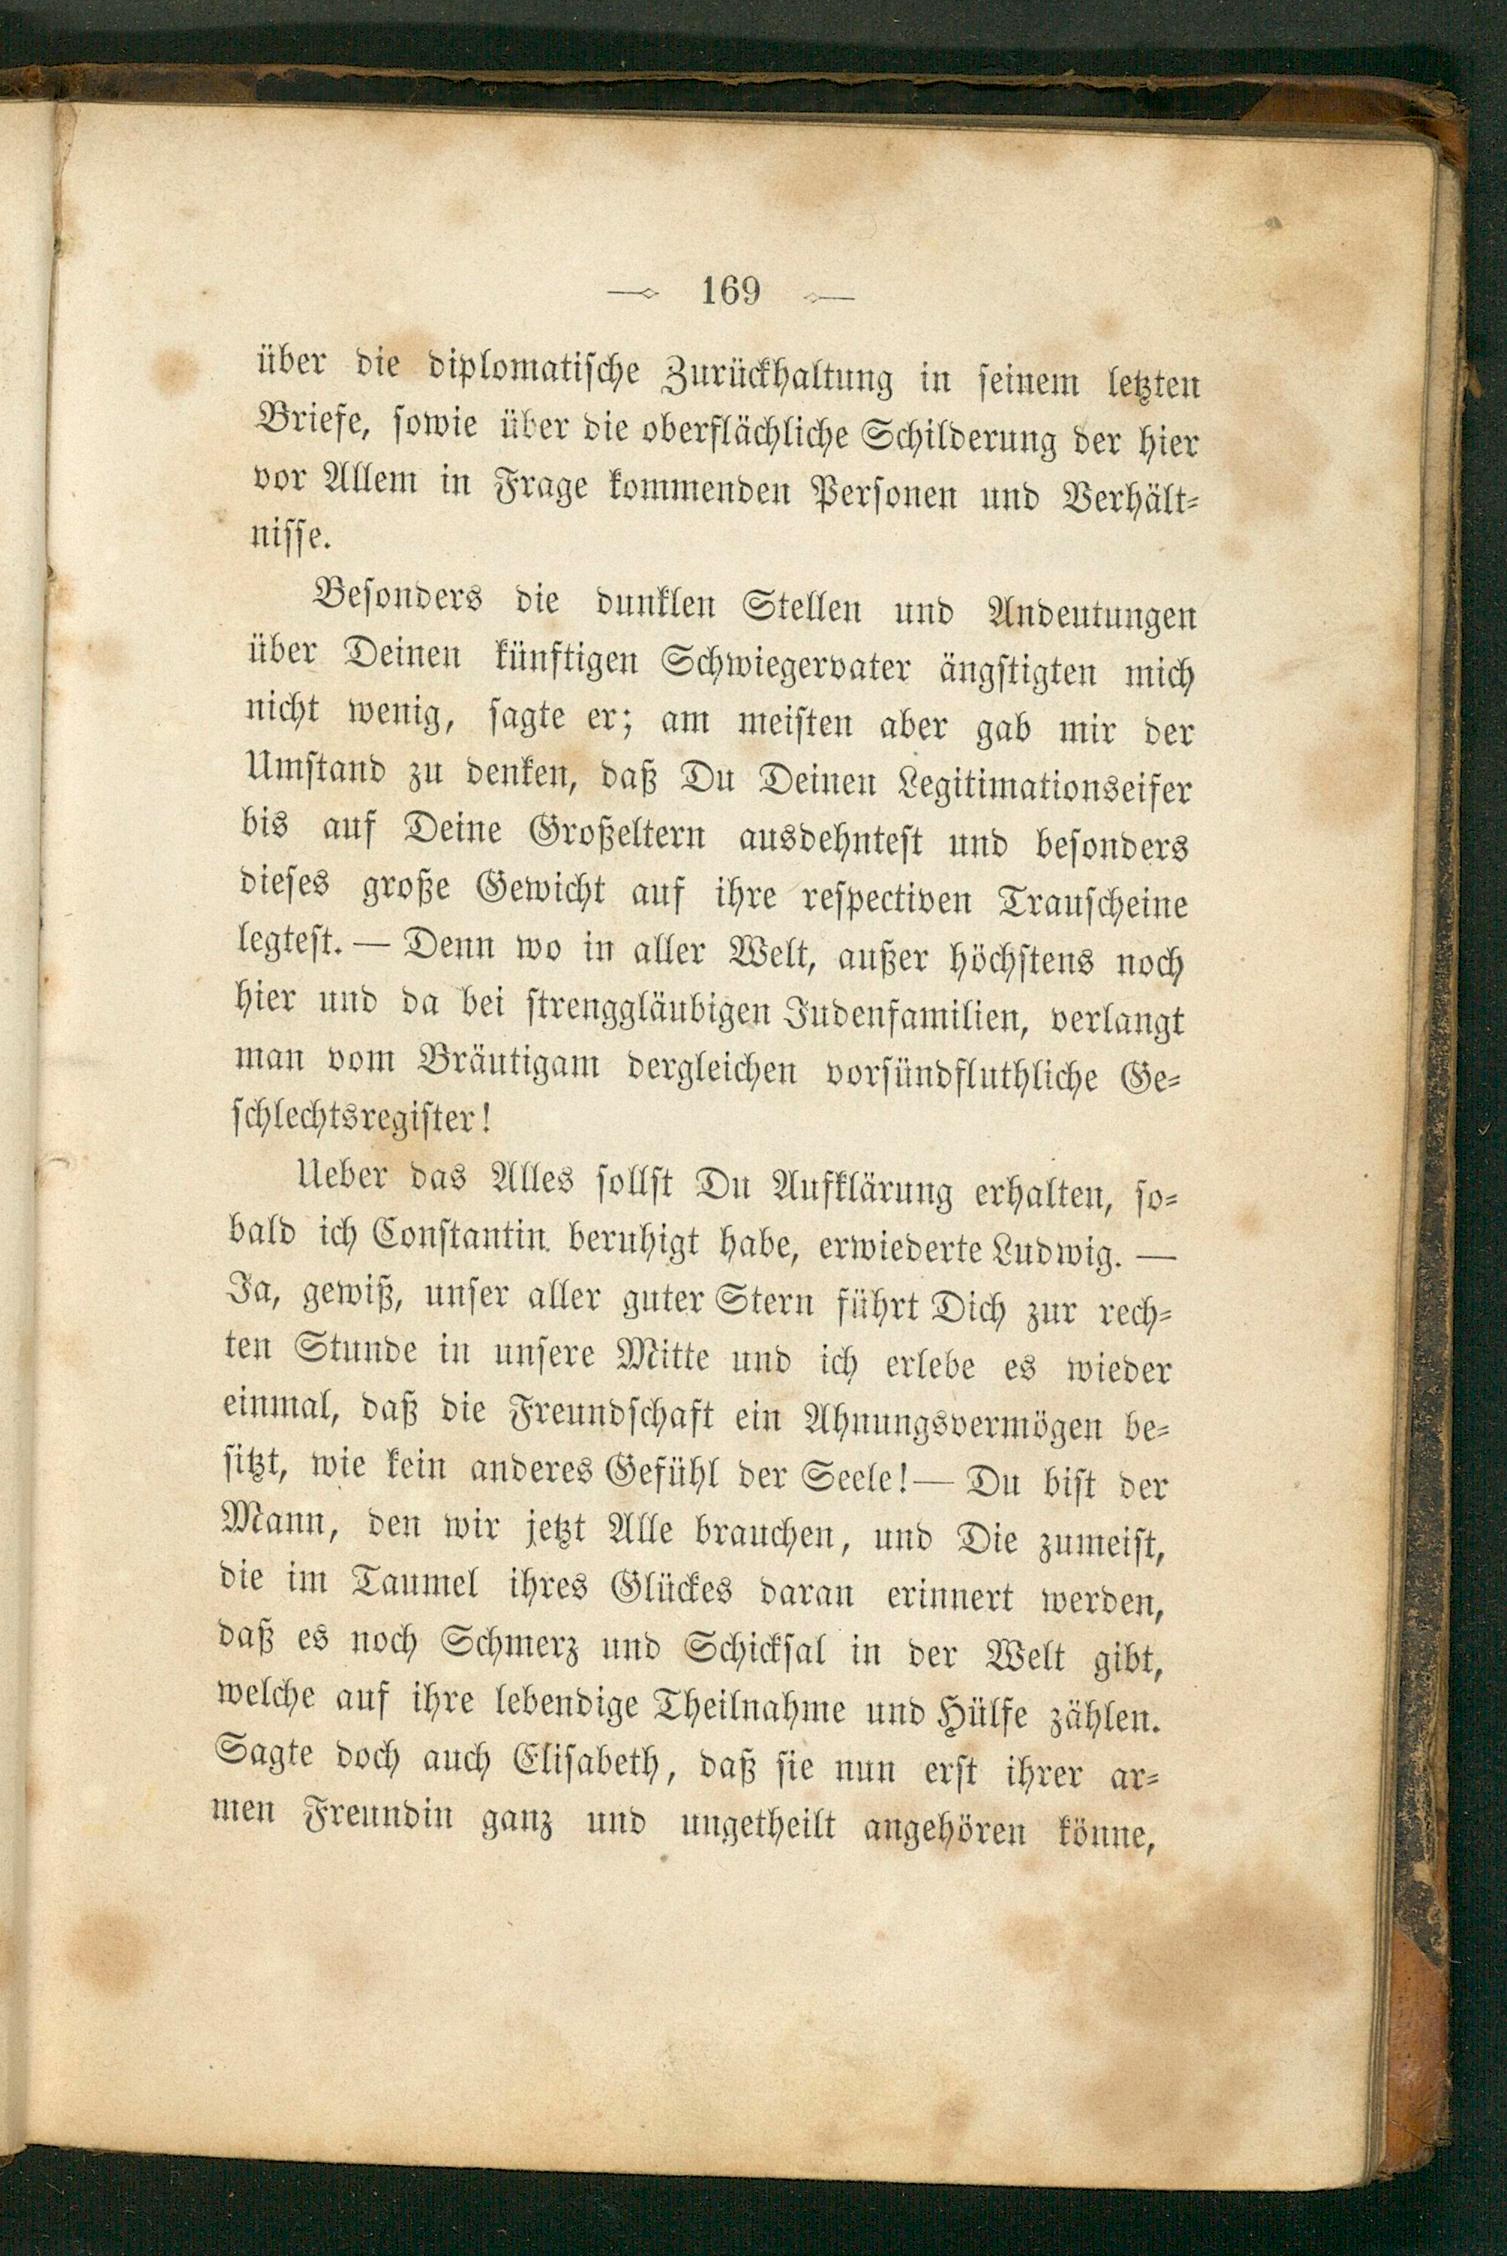 — 169 —
über die diplomatische Zurückhaltung in seinem letzten
Briefe, sowie über die oberflächliche Schilderung der hier
vor Allem in Frage kommenden Personen und Verhält-
nisse.
Besonders die dunklen Stellen und Andeutungen
über Deinen künftigen Schwiegervater ängstigten mich
nicht wenig, sagte er; am meisten aber gab mir der
Umstand zu denken, daß Du Deinen Legitimationseifer
bis auf Deine Großeltern ausdehntest und besonders
dieses große Gewicht auf ihre respectiven Trauscheine
legtest. — Denn wo in aller Welt, außer höchstens noch
hier und da bei strenggläubigen Judenfamilien, verlangt
man vom Bräutigam dergleichen vorsündfluthliche Ge-
schlechtsregister!
Ueber das Alles sollst Du Aufklärung erhalten, so-
bald ich Constantin beruhigt habe, erwiederte Ludwig. —
Ja, gewiß, unser aller guter Stern führt Dich zur rech-
ten Stunde in unsere Mitte und ich erlebe es wieder
einmal, daß die Freundschaft ein Ahnungsvermögen be-
sitzt, wie kein anderes Gefühl der Seele! — Du bist der
Mann, den wir jetzt Alle brauchen, und Die zumeist,
die im Taumel ihres Glückes daran erinnert werden,
daß es noch Schmerz und Schicksal in der Welt gibt,
welche auf ihre lebendige Theilnahme und Hülfe zählen.
Sagte doch auch Elisabeth, daß sie nun erst ihrer ar-
men Freundin ganz und ungetheilt angehören könne,